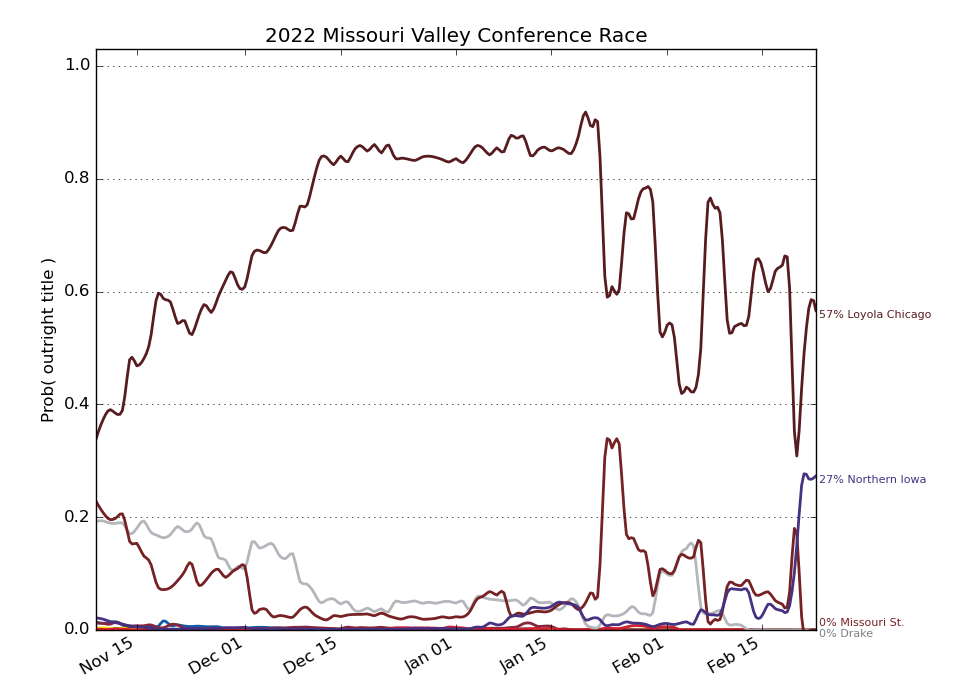 2022 Missouri Valley Conference Race
1.0
0.8
0.6
0.4
0.2
0.0
Prob( outright title )
57% Loyola Chicago
27% Northern Iowa
0% Missouri St.
0% Drake
Nov 15
Dec 01
Dec 15
Jan 01
Jan 15
Feb 01
Feb 15